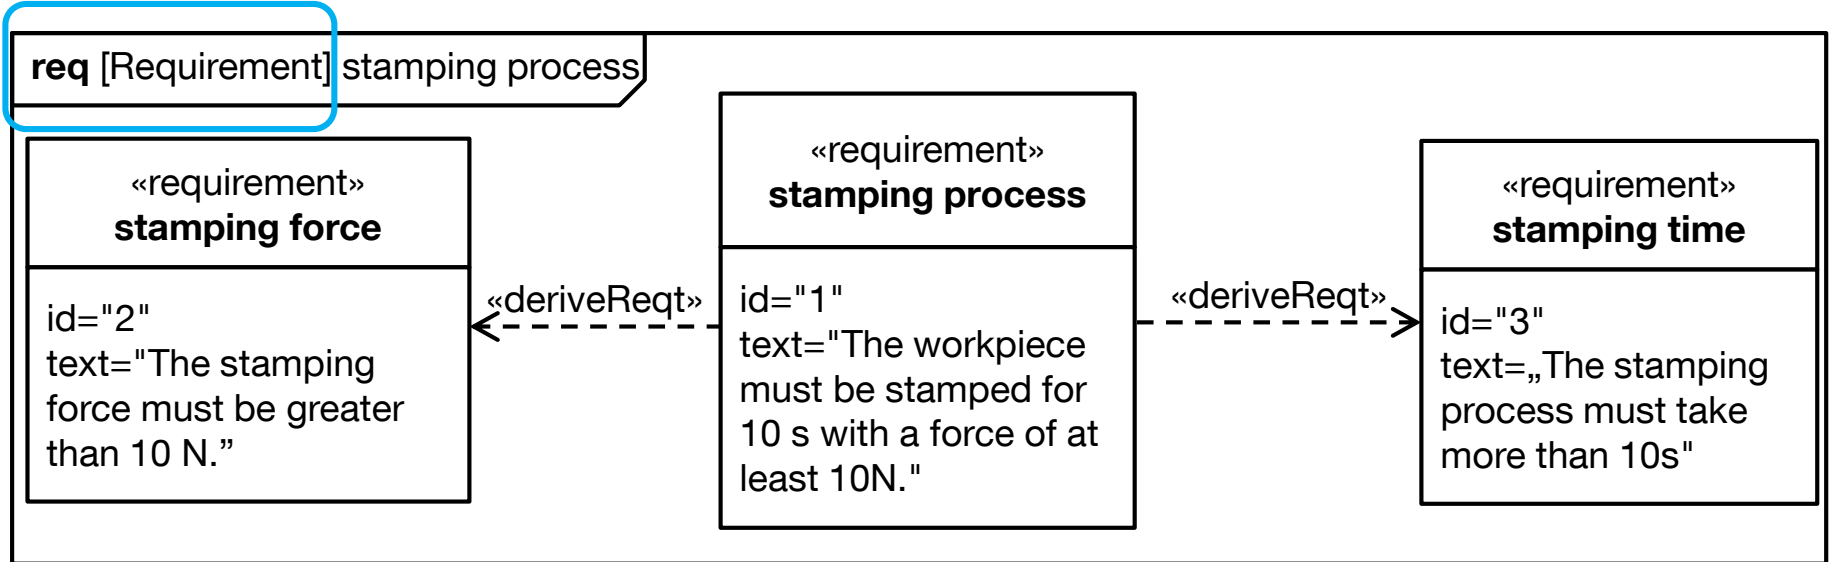 req [Requirement] stamping process
«requirement»
stamping force
id="2"
text="The stamping
force must be greater
than 10 N.”
«deriveReqt»
«requirement»
stamping process
id="1"
text="The workpiece
must be stamped for
10 s with a force of at
least 10N."
«deriveReqt»
«requirement»
stamping time
id="3"
text=„The stamping
process must take
more than 10s"